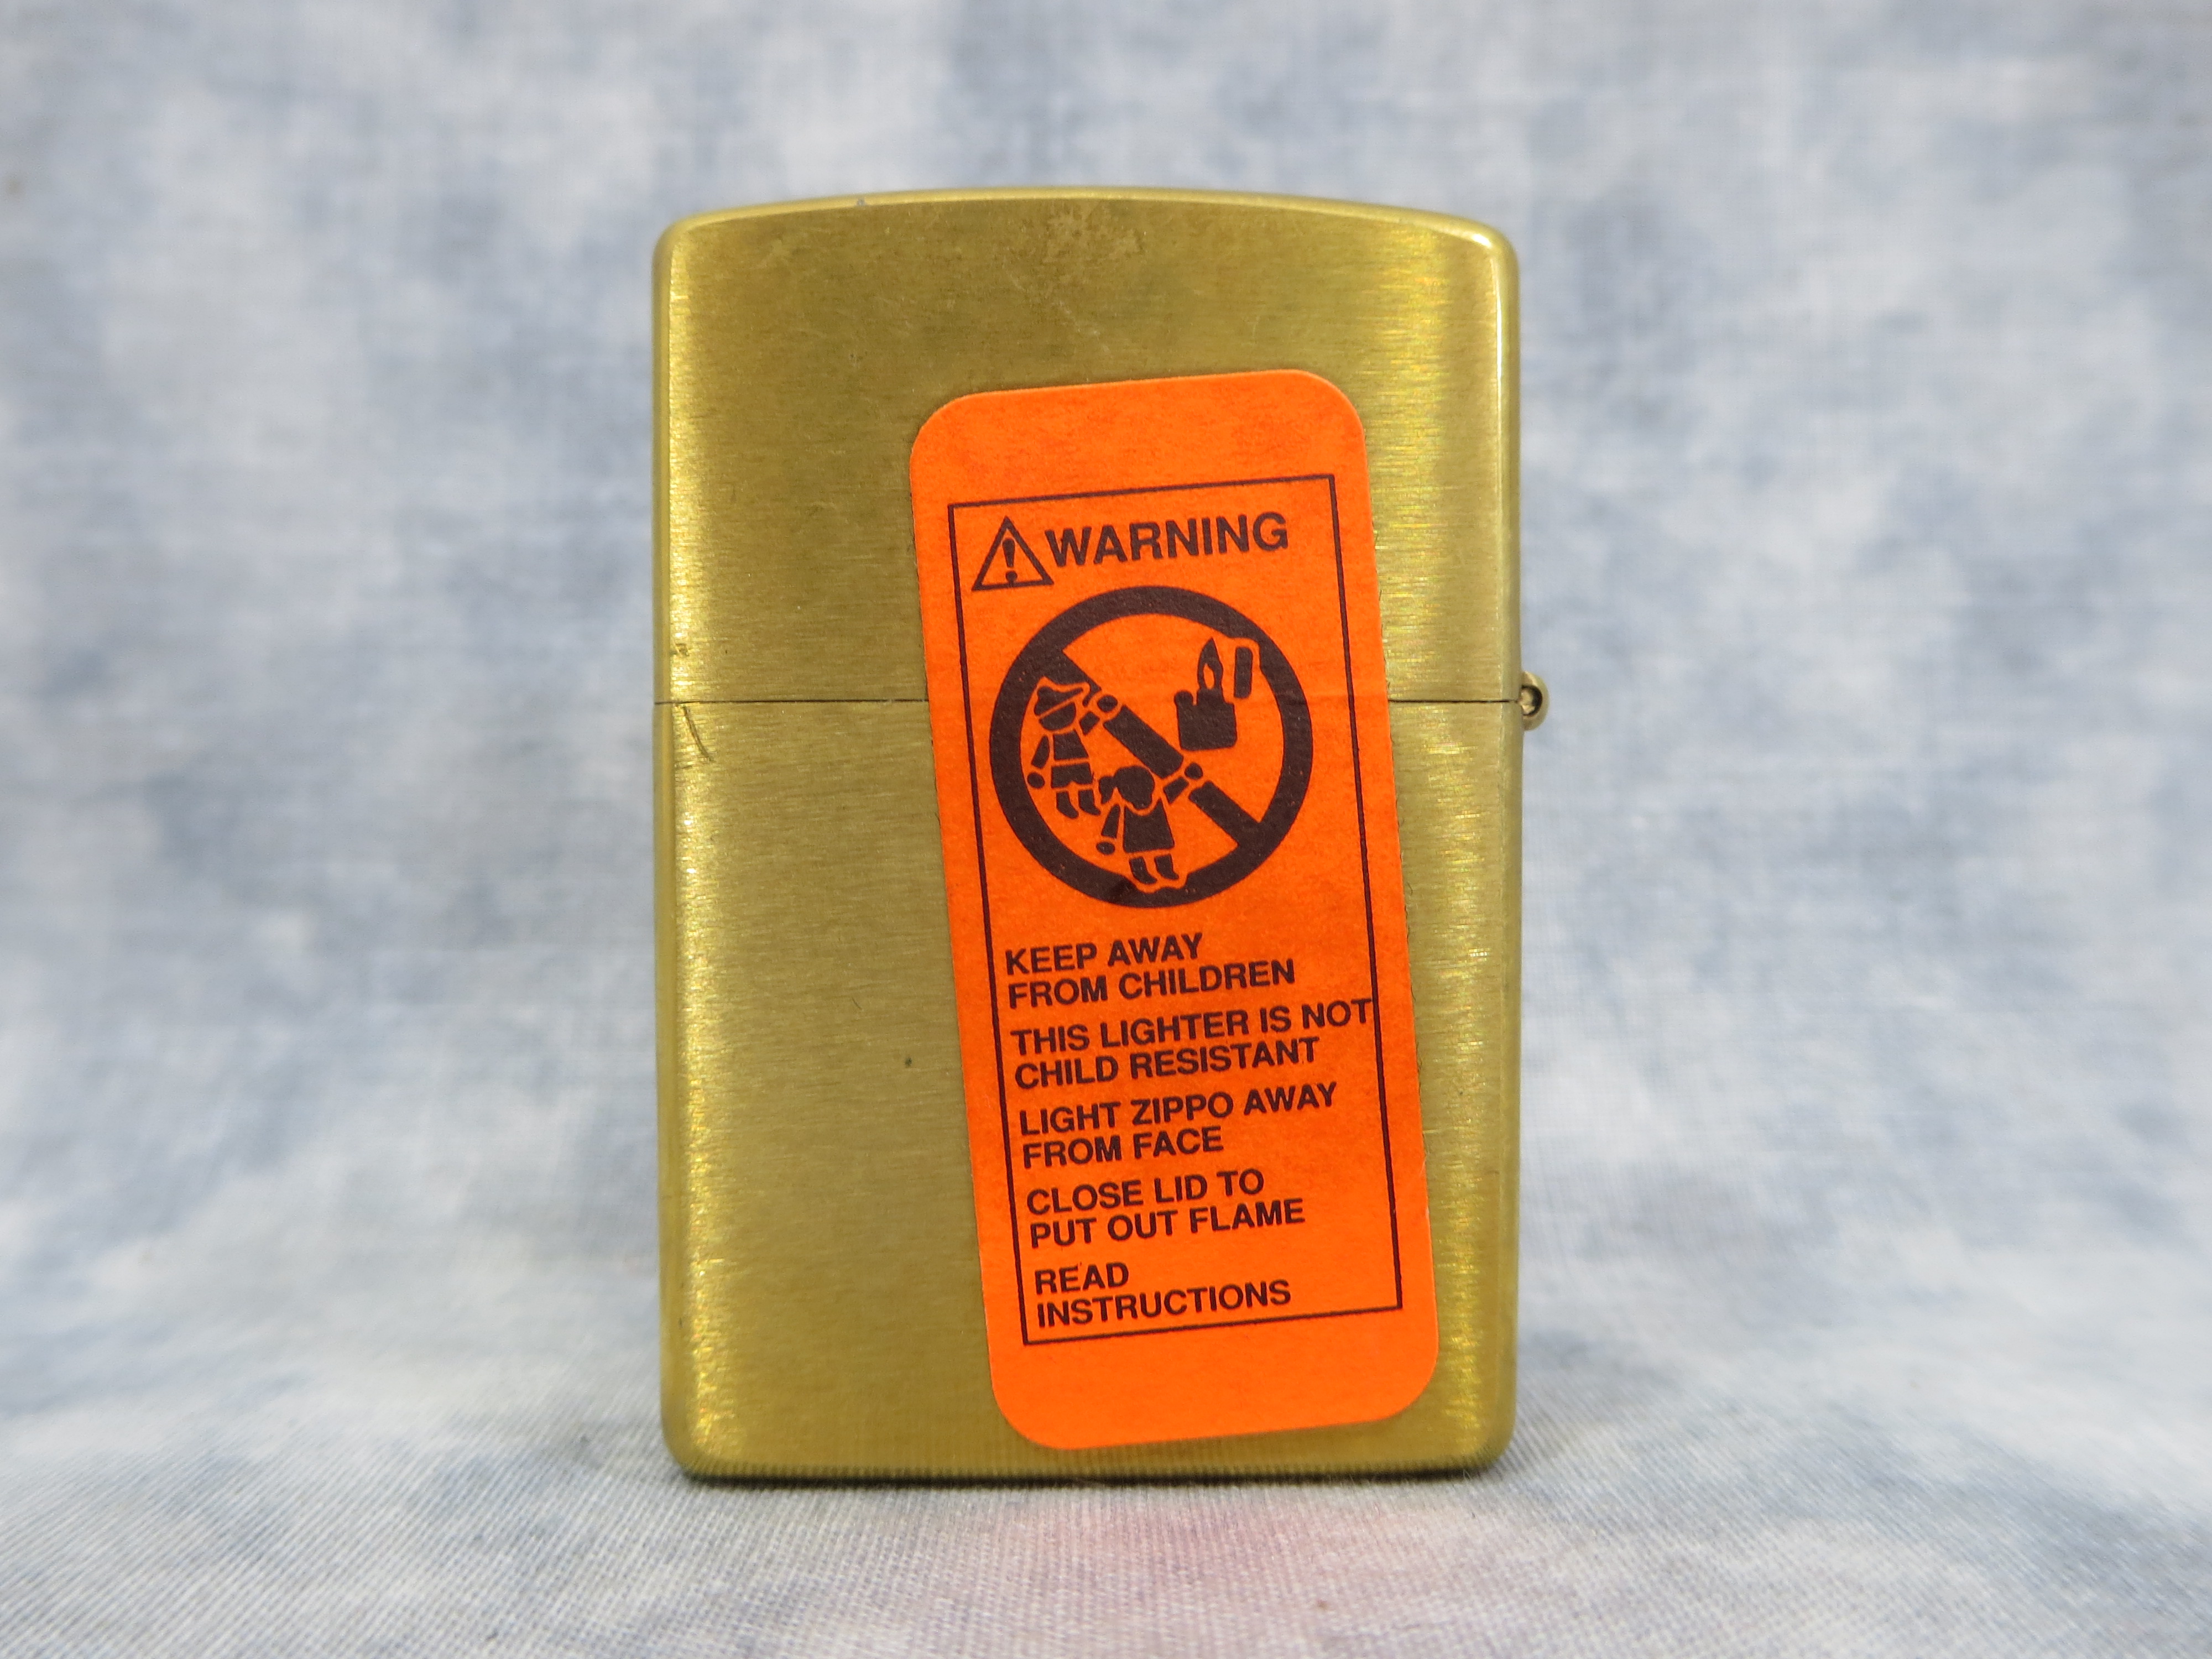 WARNING
KEEP AWAY
FROM CHILDREN
THIS LIGHTER IS NOT
CHILD RESISTANT
LIGHT ZIPPO AWAY
FROM FACE
CLOSE LID TO
PUT OUT FLAME
READ
INSTRUCTIONS